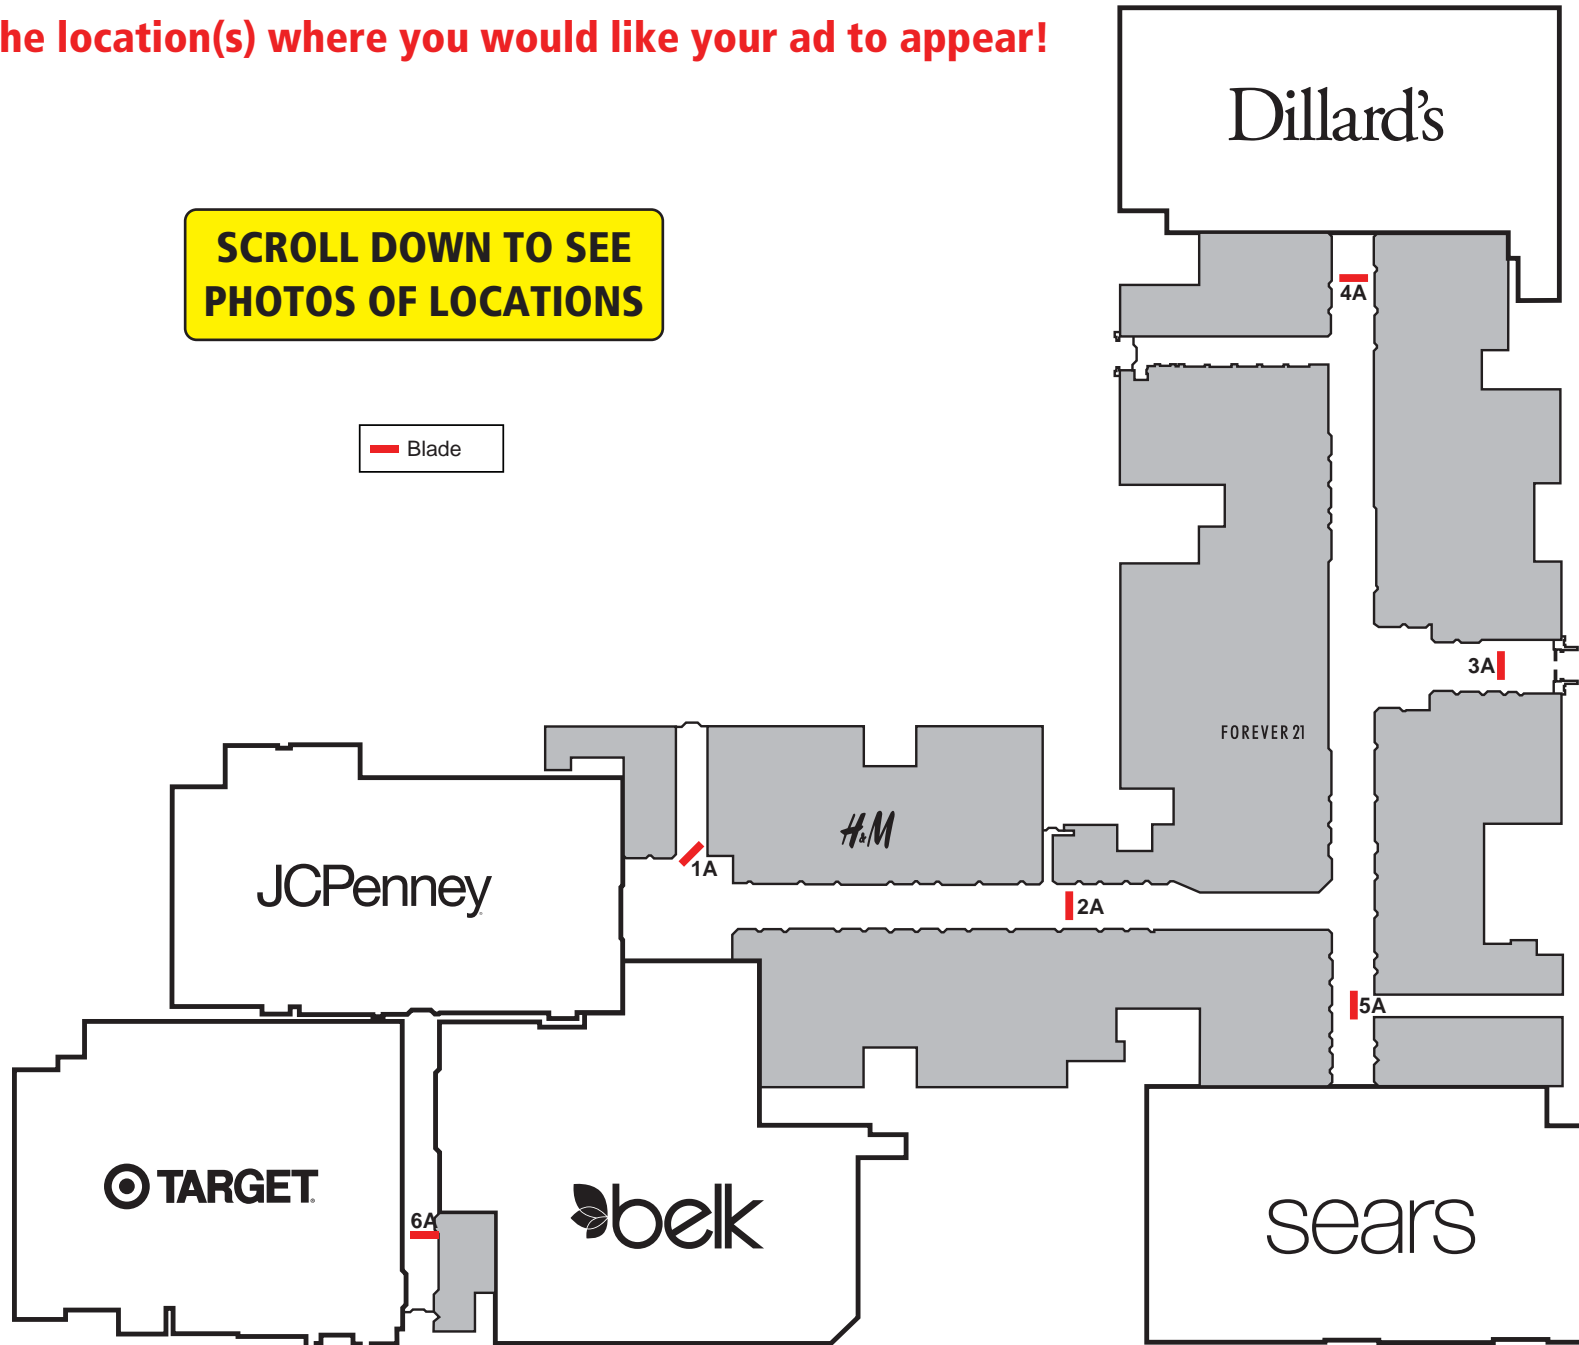 he location(s) where you would like your ad to appear!
Dillard's
SCROLL DOWN TO SEE
PHOTOS OF LOCATIONS
4A
Blade
3A
FOREVER 21
H&M
1A
JCPenney
2A
5A
TARGET
6A
belk
sears